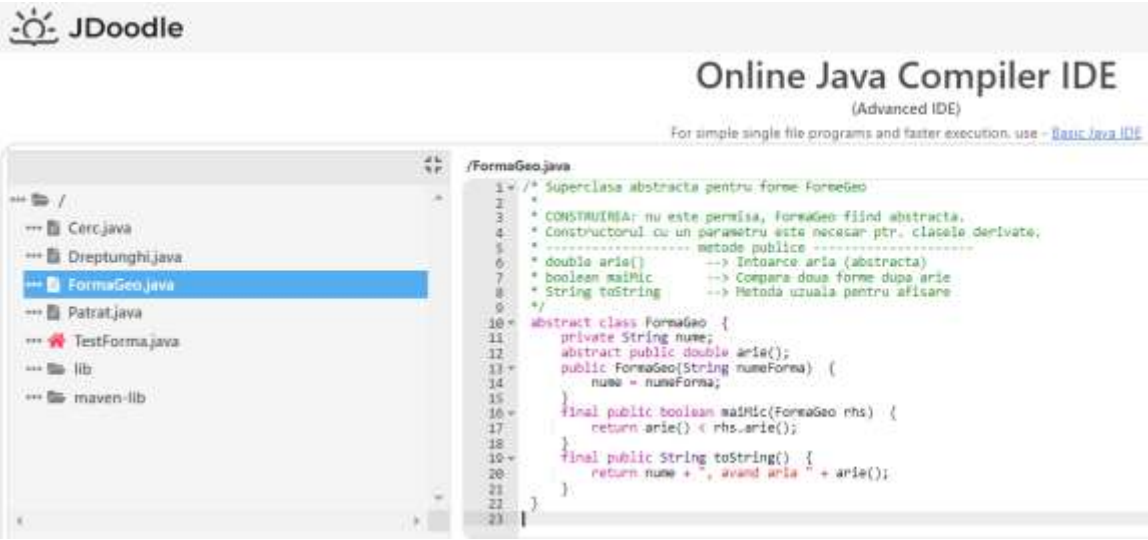 JDoodle
Online Java Compiler IDE
(Advanced IDE)
For simple single file programs and faster execution, use - Basic Java IDE
/
Cerc.java
Dreptunghi.java
FormaGeo.java
Patrat.java
TestForma.java
lib
maven-lib
/FormaGeo.java
1 /* Superclasa abstracta pentru forme FormeGeo
2 *
3 * CONSTRUIREA: nu este permisa, FormaGeo fiind abstracta.
4 * Constructorul cu un parametru este necesar ptr. clasele derivate.
5 * ------------------ metode publice --------------------
6 * double arie() --> Intoarce aria (abstracta)
7 * boolean maiMic --> Compara doua forme dupa arie
8 * String toString --> Metoda uzuala pentru afisare
9 */
10 abstract class FormaGeo {
11 private String nume;
12 abstract public double arie();
13 public FormaGeo(String numeForma) {
14 nume = numeForma;
15 }
16 final public boolean maiMic(FormaGeo rhs) {
17 return arie() < rhs.arie();
18 }
19 final public String toString() {
20 return nume + ", avand aria " + arie();
21 }
22 }
23